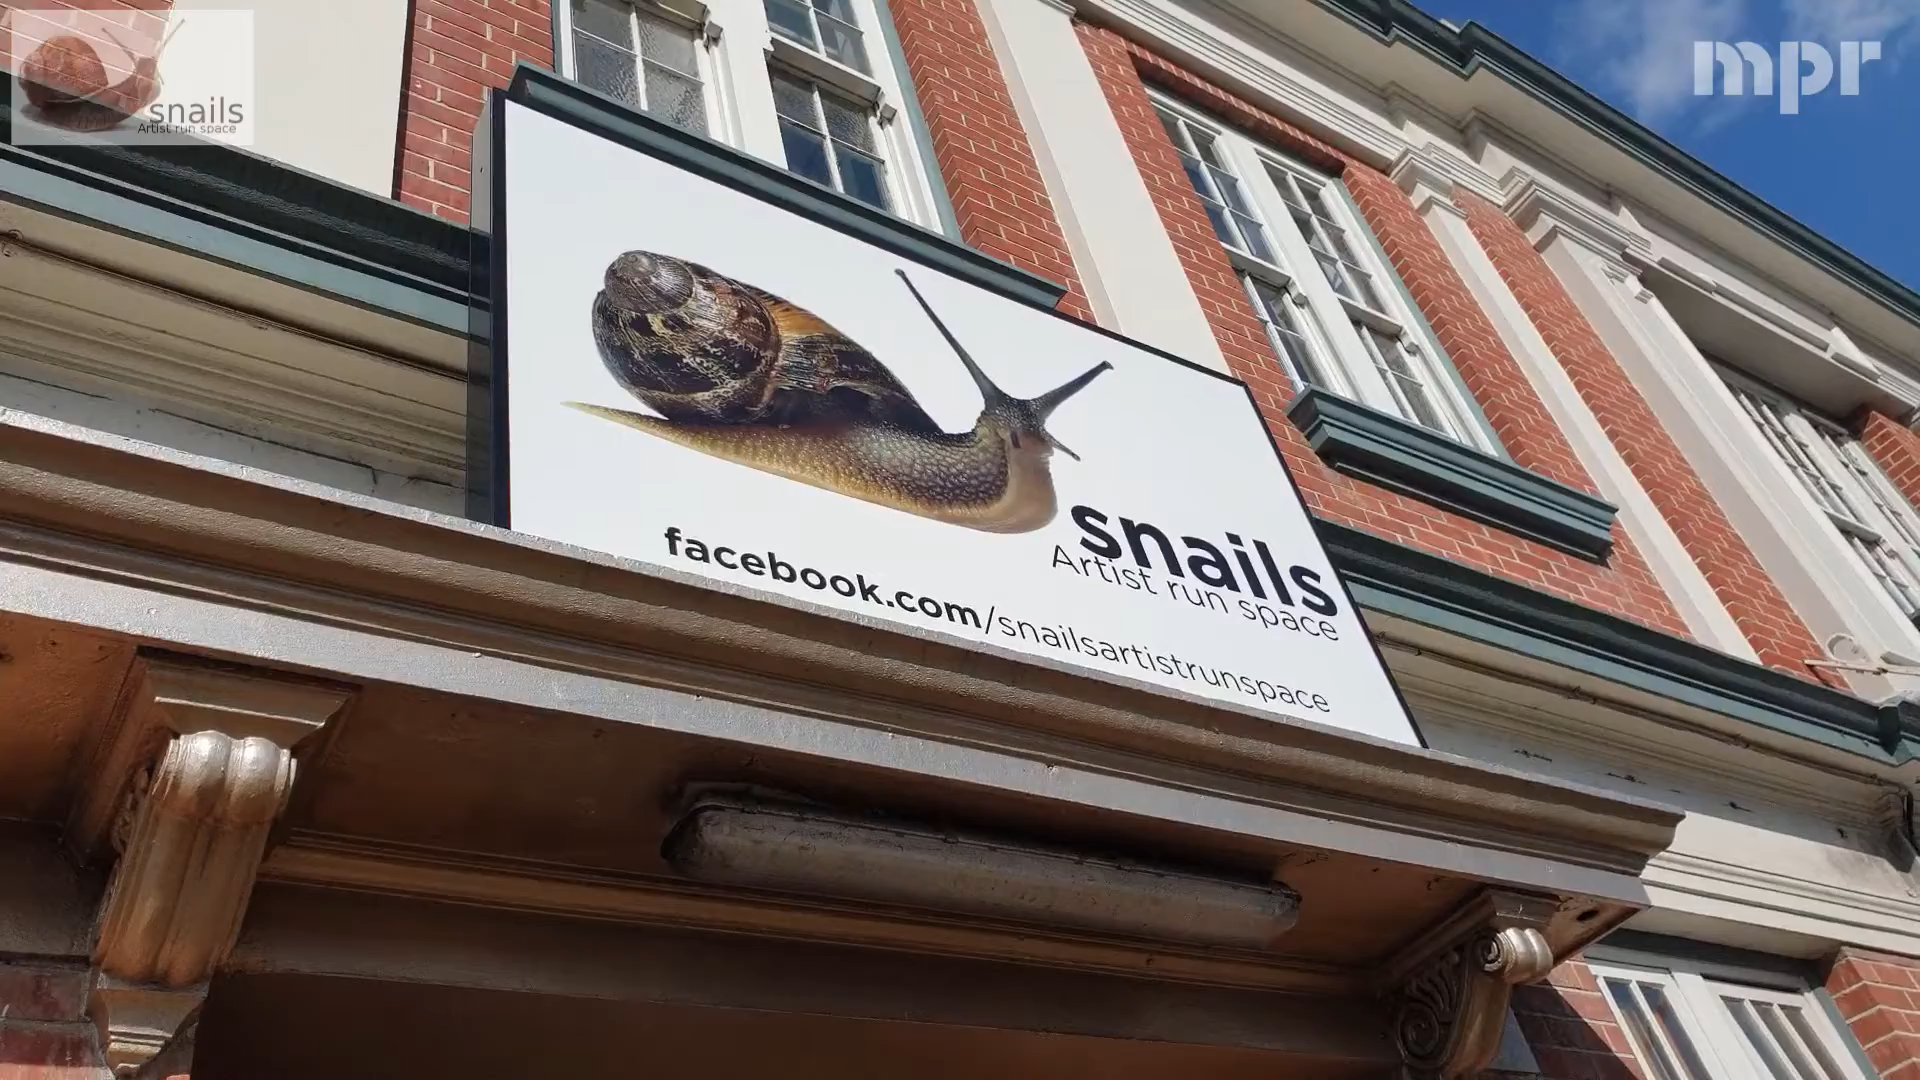 snails
Artist run space
mpr
snails
Artist run space
facebook.com/snailsartistrunspace